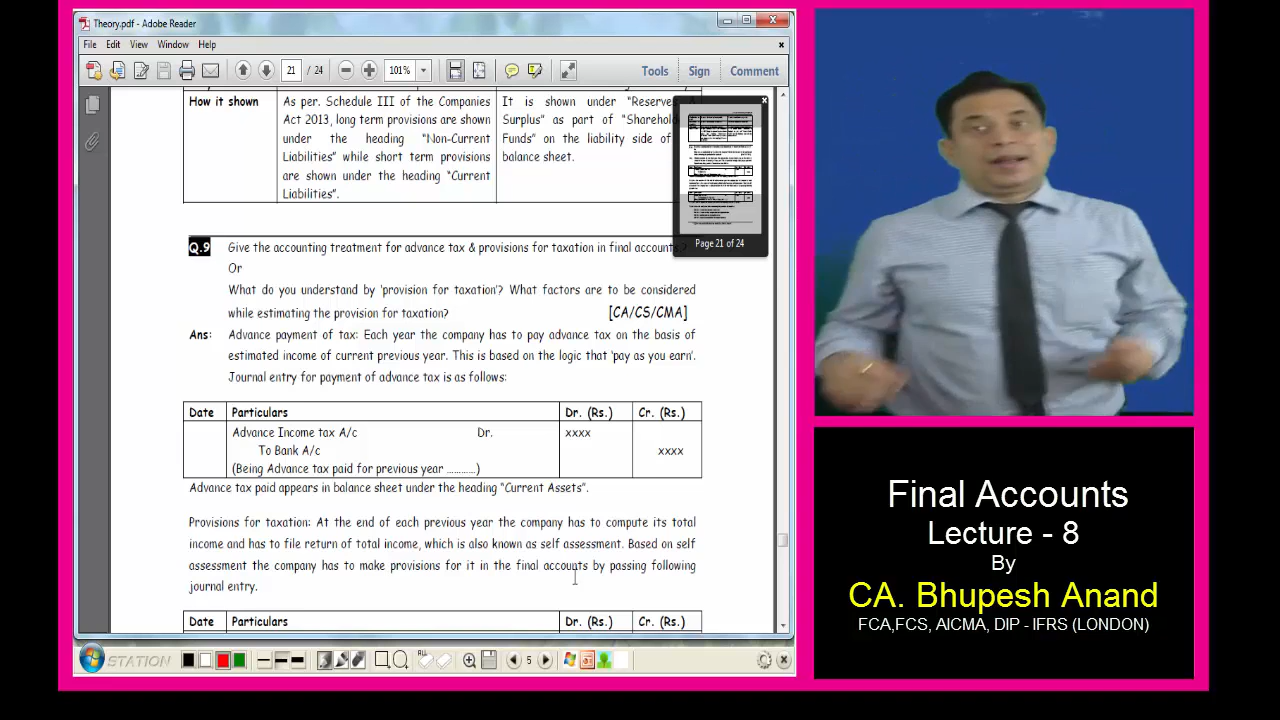 Theory.pdf - Adobe Reader
File Edit View Window Help
21 / 24 101% Tools Sign Comment
How it shown
As per. Schedule III of the Companies
Act 2013, long term provisions are shown
under the heading "Non-Current
Liabilities" while short term provisions
are shown under the heading "Current
Liabilities".
It is shown under "Reserves
Surplus" as part of
Funds" on the liability side of
balance sheet.
Page 21 of 24
Q.9 Give the accounting treatment for advance tax & provisions for taxation in final accounts
Or
What do you understand by 'provision for taxation'? What factors are to be considered
while estimating the provision for taxation? [CA/CS/CMA]
Ans: Advance payment of tax: Each year the company has to pay advance tax on the basis of
estimated income of current previous year. This is based on the logic that 'pay as you earn'.
Journal entry for payment of advance tax is as follows:
Date Particulars Dr. (Rs.) Cr. (Rs.)
Advance Income tax A/c Dr. xxxx
To Bank A/c xxxx
(Being Advance tax paid for previous year ............)
Advance tax paid appears in balance sheet under the heading "Current Assets".
Provisions for taxation: At the end of each previous year the company has to compute its total
income and has to file return of total income, which is also known as self assessment. Based on self
assessment the company has to make provisions for it in the final accounts by passing following
journal entry.
Date Particulars Dr. (Rs.) Cr. (Rs.)
STATION 5
Final Accounts
Lecture - 8
By
CA. Bhupesh Anand
FCA,FCS, AICMA, DIP - IFRS (LONDON)